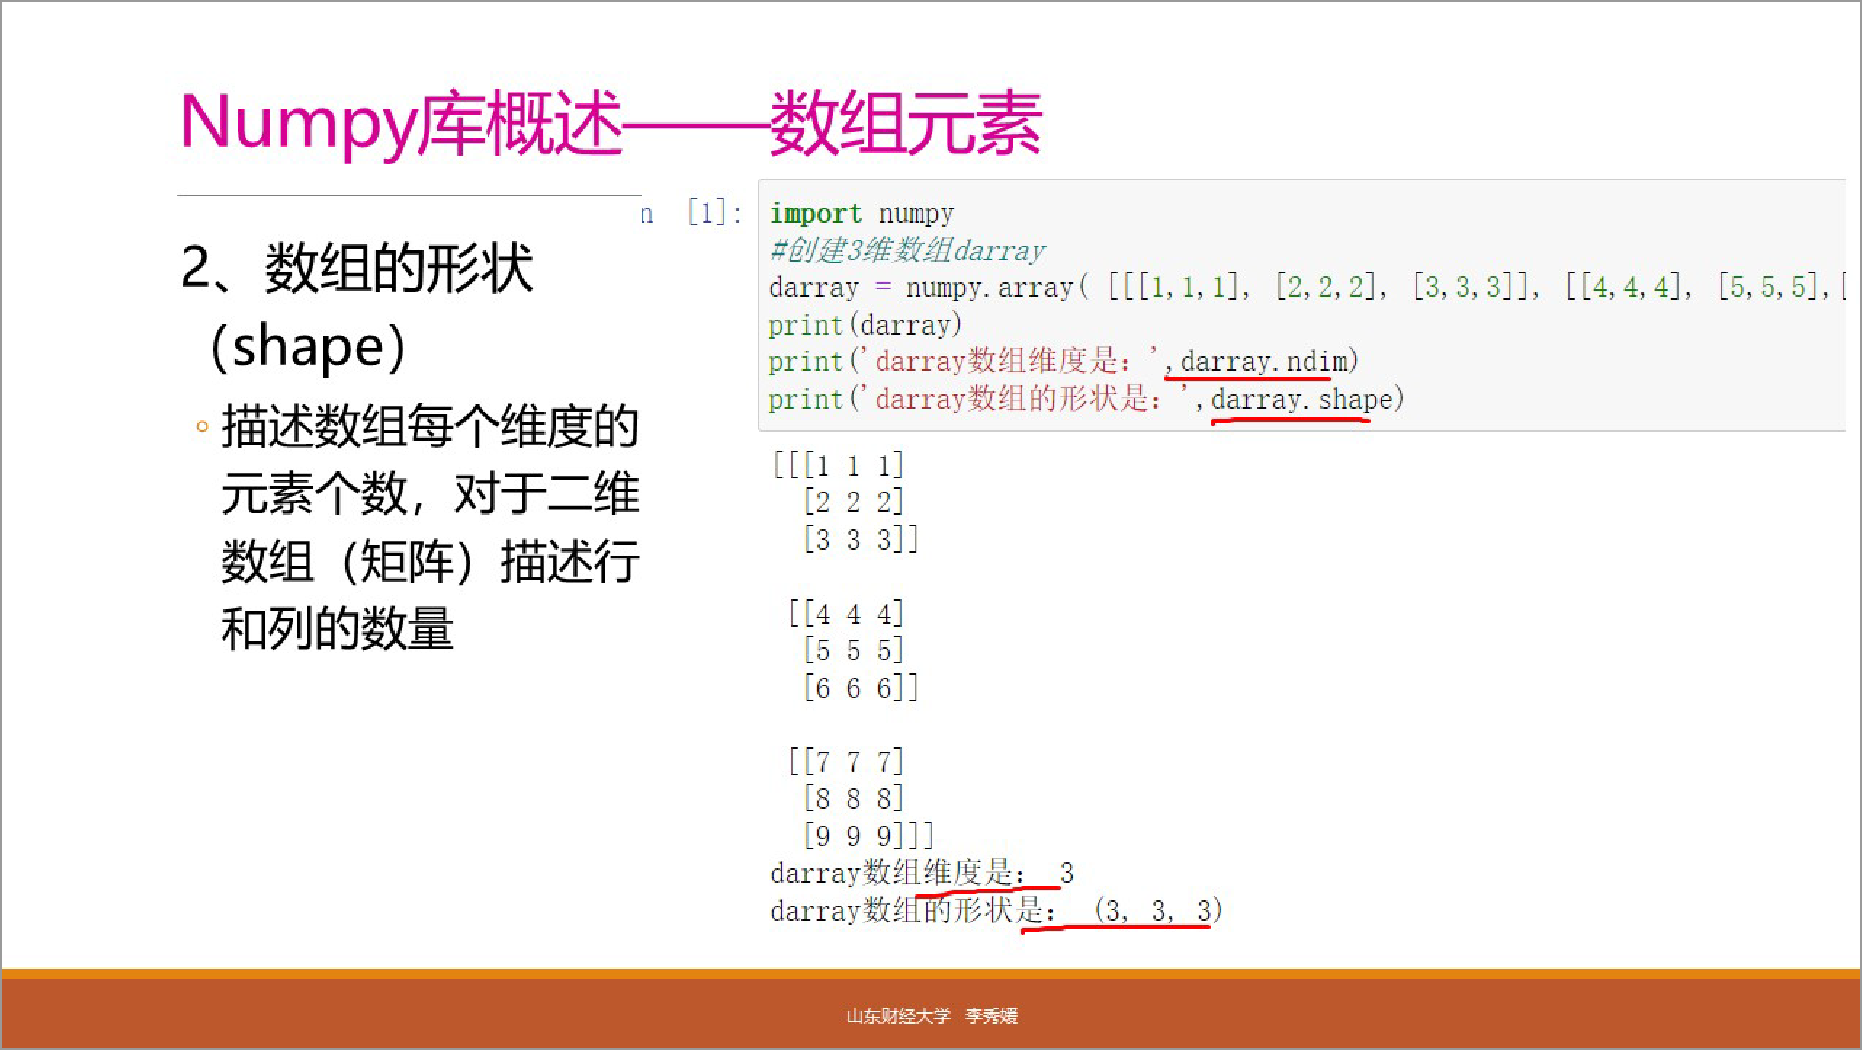 Numpy库概述——数组元素
2、数组的形状
（shape）
描述数组每个维度的
元素个数，对于二维
数组（矩阵）描述行
和列的数量
n [1]:
import numpy
#创建3维数组darray
darray = numpy.array( [[[1,1,1], [2,2,2], [3,3,3]], [[4,4,4], [5,5,5],[
print(darray)
print('darray数组维度是：',darray.ndim)
print('darray数组的形状是：',darray.shape)
[[[1 1 1]
[2 2 2]
[3 3 3]]
[[4 4 4]
[5 5 5]
[6 6 6]]
[[7 7 7]
[8 8 8]
[9 9 9]]]
darray数组维度是： 3
darray数组的形状是： (3, 3, 3)
山东财经大学 李秀媛